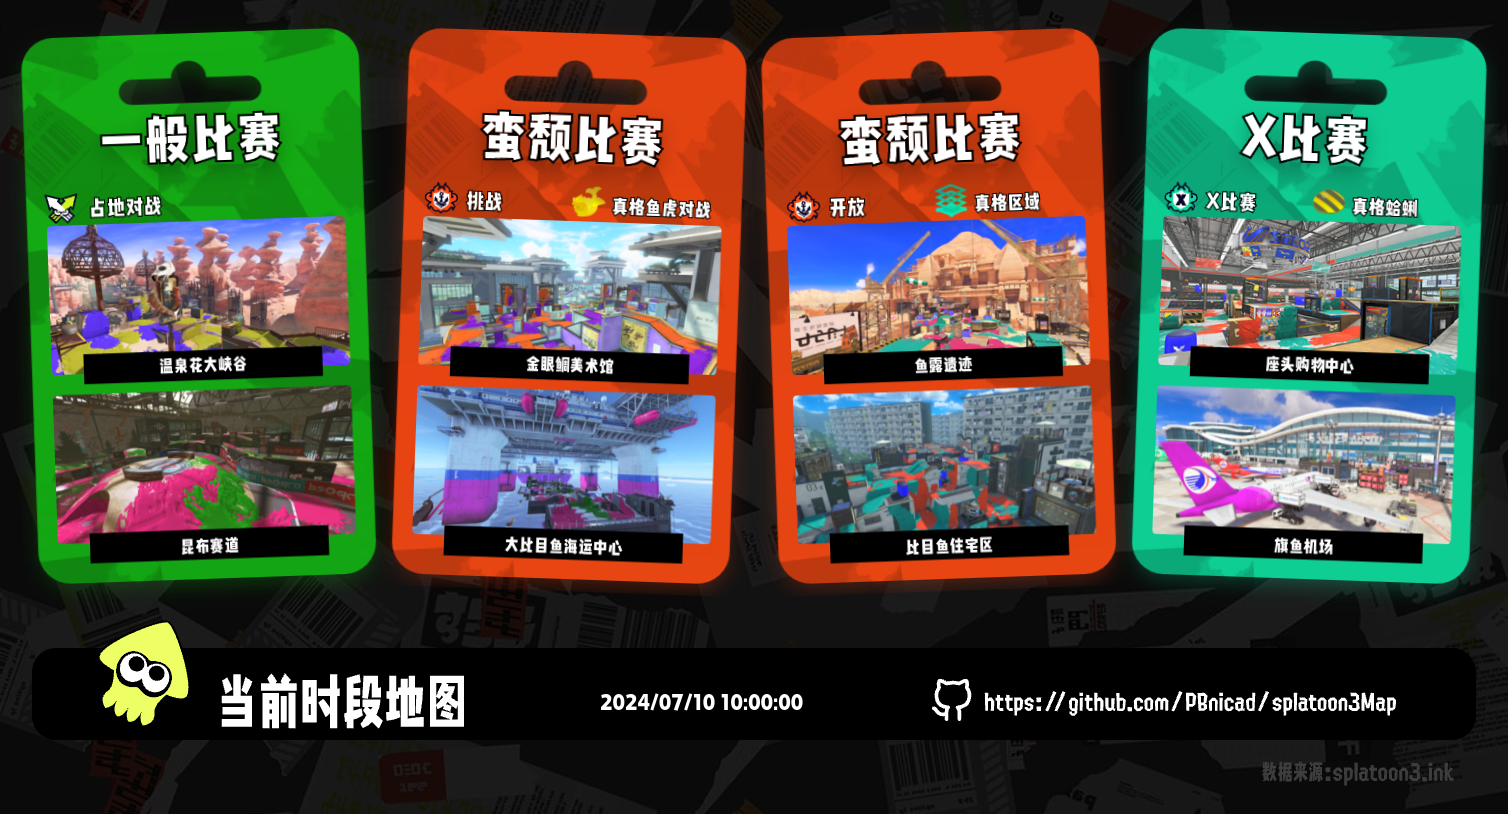 一般比赛
占地对战
温泉花大峡谷
昆布赛道
蛮颓比赛
挑战
真格鱼虎对战
金眼鲷美术馆
大比目鱼海运中心
蛮颓比赛
开放
真格区域
鱼露遗迹
比目鱼住宅区
X比赛
X比赛
真格蛤蜊
座头购物中心
旗鱼机场
当前时段地图
2024/07/10 10:00:00
https://github.com/PBnicad/splatoon3Map
数据来源:splatoon3.ink